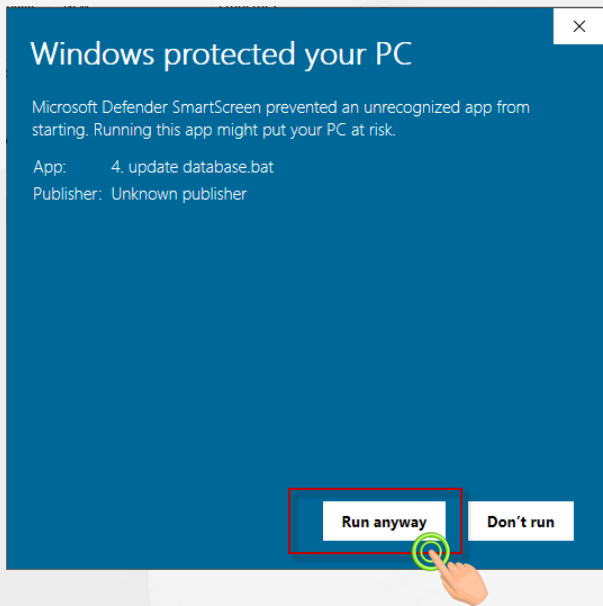 Windows protected your PC
Microsoft Defender SmartScreen prevented an unrecognized app from
starting. Running this app might put your PC at risk.
App: 4. update database.bat
Publisher: Unknown publisher
Run anyway Don't run